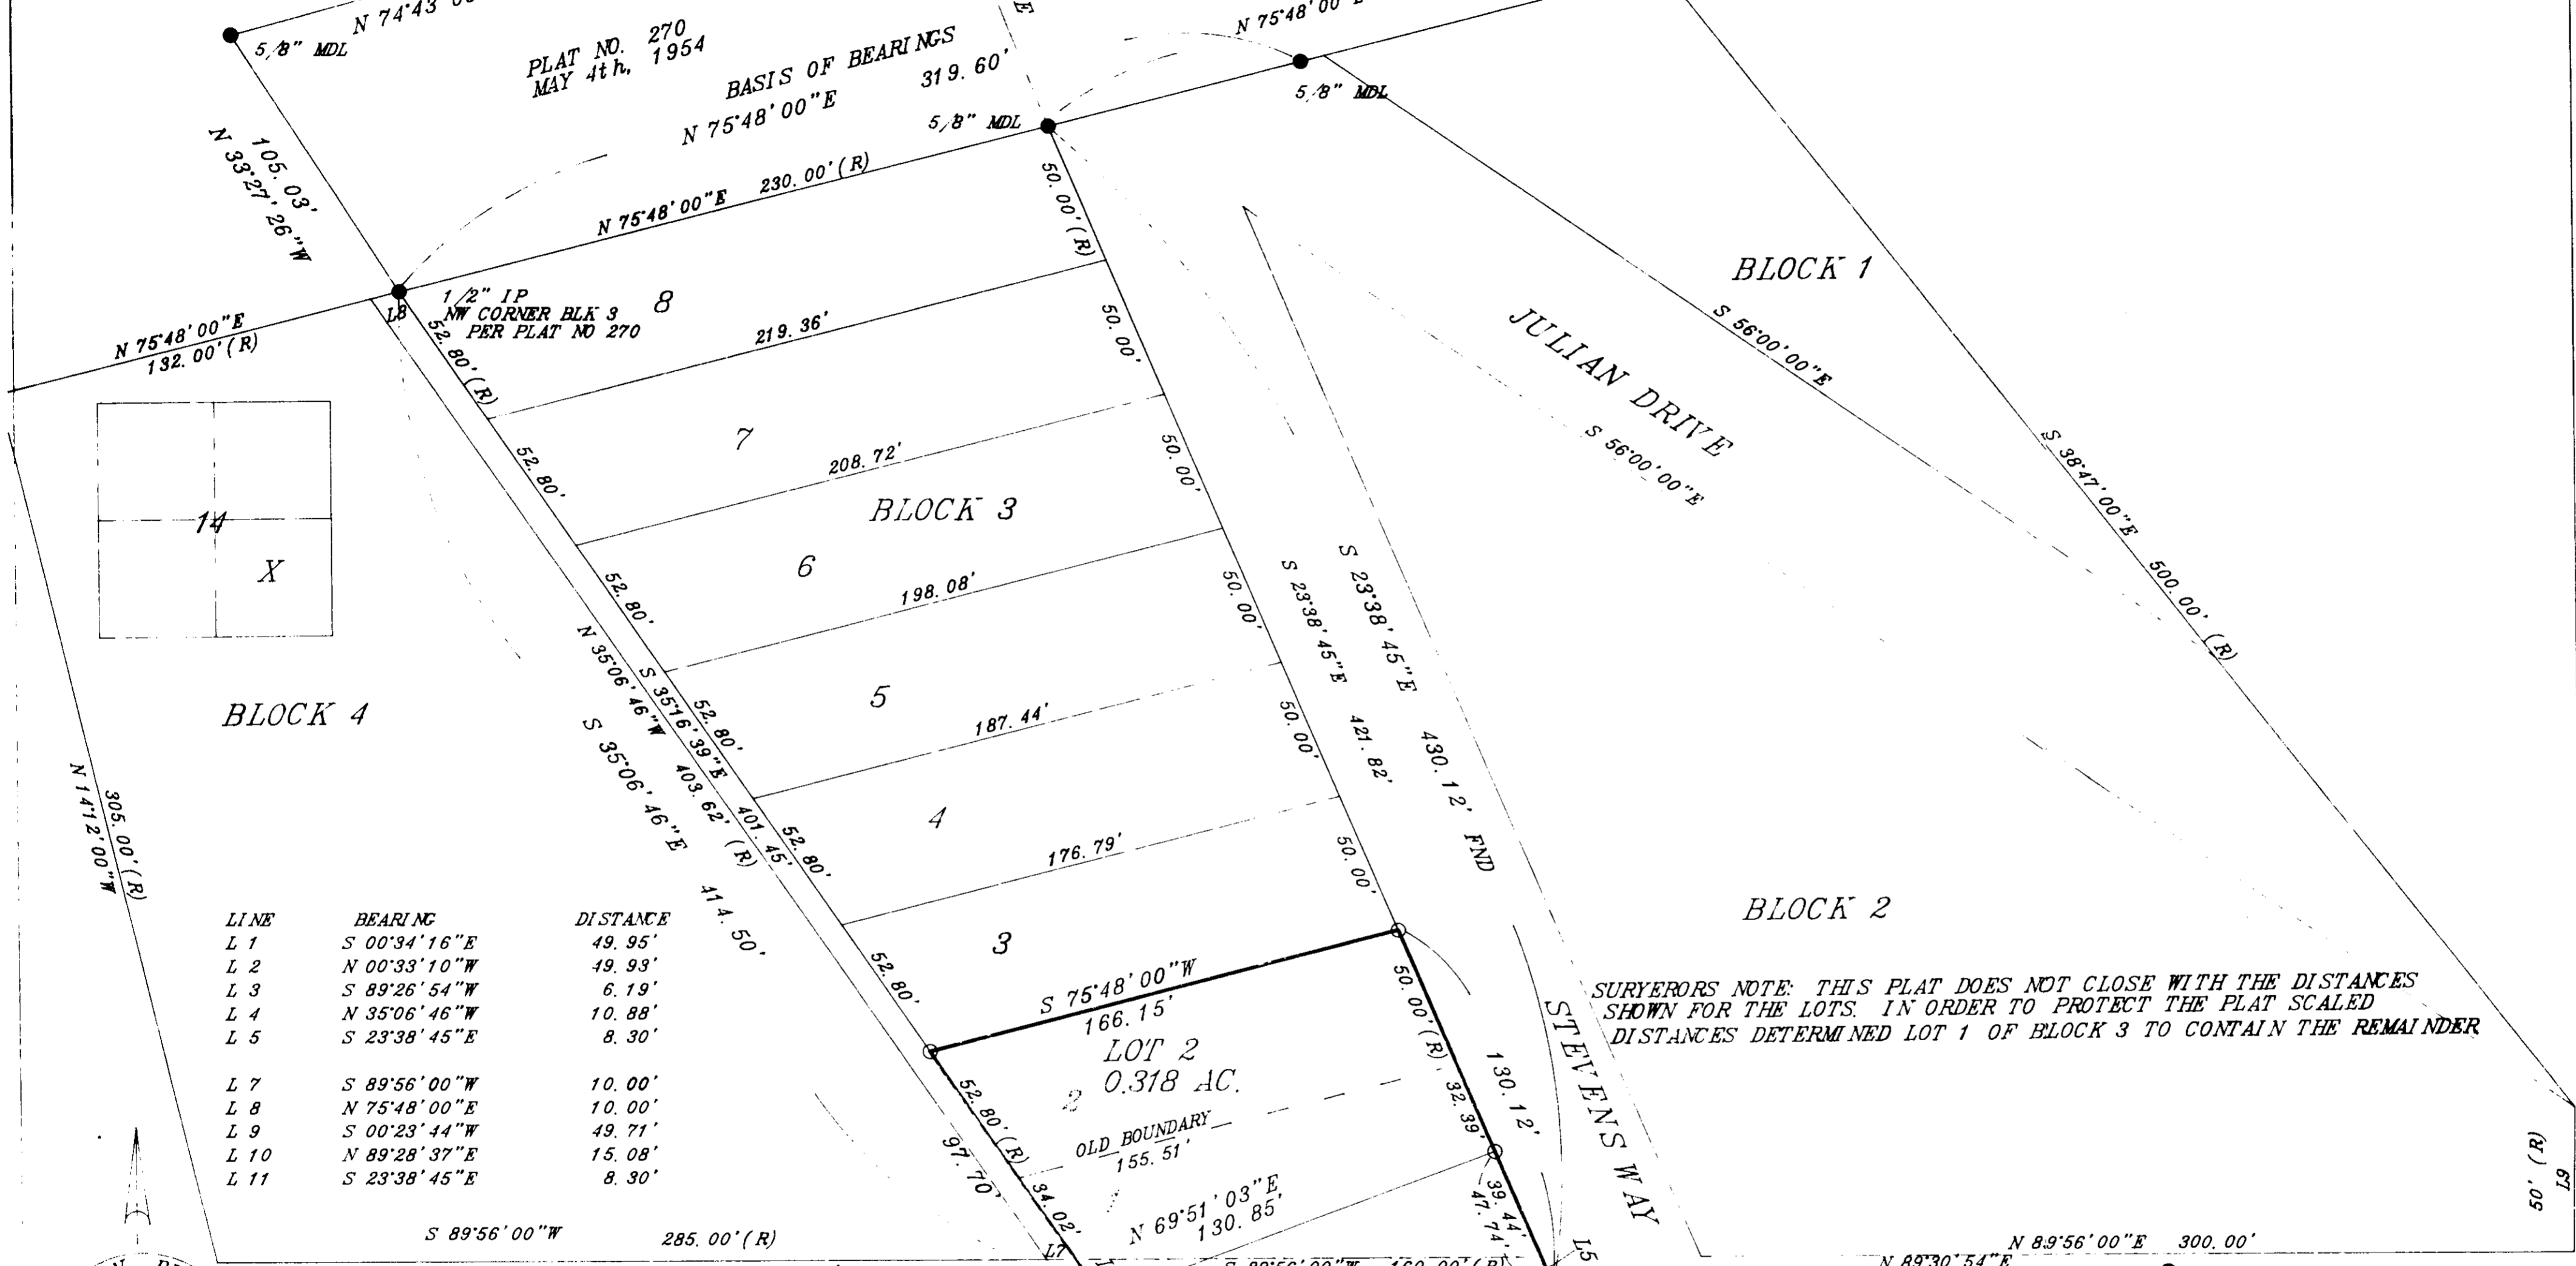 N 74°43'
5/8" MDL
PLAT NO. 270
MAY 4th, 1954
BASIS OF BEARINGS
N 75°48'00"E 319.60'
E
N 75°48'00"E
5/8" MDL
5/8" MDL
105.03'
N 33°27'26"W
N 75°48'00"E 230.00'(R)
50.00'(R)
1/2" IP
NW CORNER BLK 3
PER PLAT NO 270
L8
8
N 75°48'00"E
132.00'(R)
52.80'(R)
219.36'
50.00'
BLOCK 1
JULIAN DRIVE
S 56°00'00"E
S 56°00'00"E
S 38°47'00"E 500.00' (R)
14
X
7
52.80'
208.72'
50.00'
BLOCK 3
6
52.80'
198.08'
50.00'
S 23°38'45"E 421.82'
S 23°38'45"E 430.12' FND
N 35°06'46"W 403.62' (R)
S 35°16'39"E 401.45'
S 35°06'46"E 414.50'
5
52.80'
187.44'
50.00'
BLOCK 4
4
52.80'
176.79'
50.00'
305.00'(R)
N 14°12'00"W
3
52.80'
BLOCK 2
LINE BEARING DISTANCE
L 1 S 00°34'16"E 49.95'
L 2 N 00°33'10"W 49.93'
L 3 S 89°26'54"W 6.19'
L 4 N 35°06'46"W 10.88'
L 5 S 23°38'45"E 8.30'
L 7 S 89°56'00"W 10.00'
L 8 N 75°48'00"E 10.00'
L 9 S 00°23'44"W 49.71'
L 10 N 89°28'37"E 15.08'
L 11 S 23°38'45"E 8.30'
S 75°48'00"W
166.15'
LOT 2
0.318 AC.
2
50.00'(R)
32.39'
130.12'
STEVENS WAY
SURYERORS NOTE: THIS PLAT DOES NOT CLOSE WITH THE DISTANCES
SHOWN FOR THE LOTS. IN ORDER TO PROTECT THE PLAT SCALED
DISTANCES DETERMINED LOT 1 OF BLOCK 3 TO CONTAIN THE REMAINDER
52.80'(R)
OLD BOUNDARY
155.51'
97.70'
34.02'
N 69°51'03"E
130.85'
39.44'
47.74'
L5
L7
S 89°56'00"W 285.00'(R)
S 89°56'00"W 160.00'(R)
N 89°56'00"E 300.00'
N 89°30'54"E
67
50' (R)